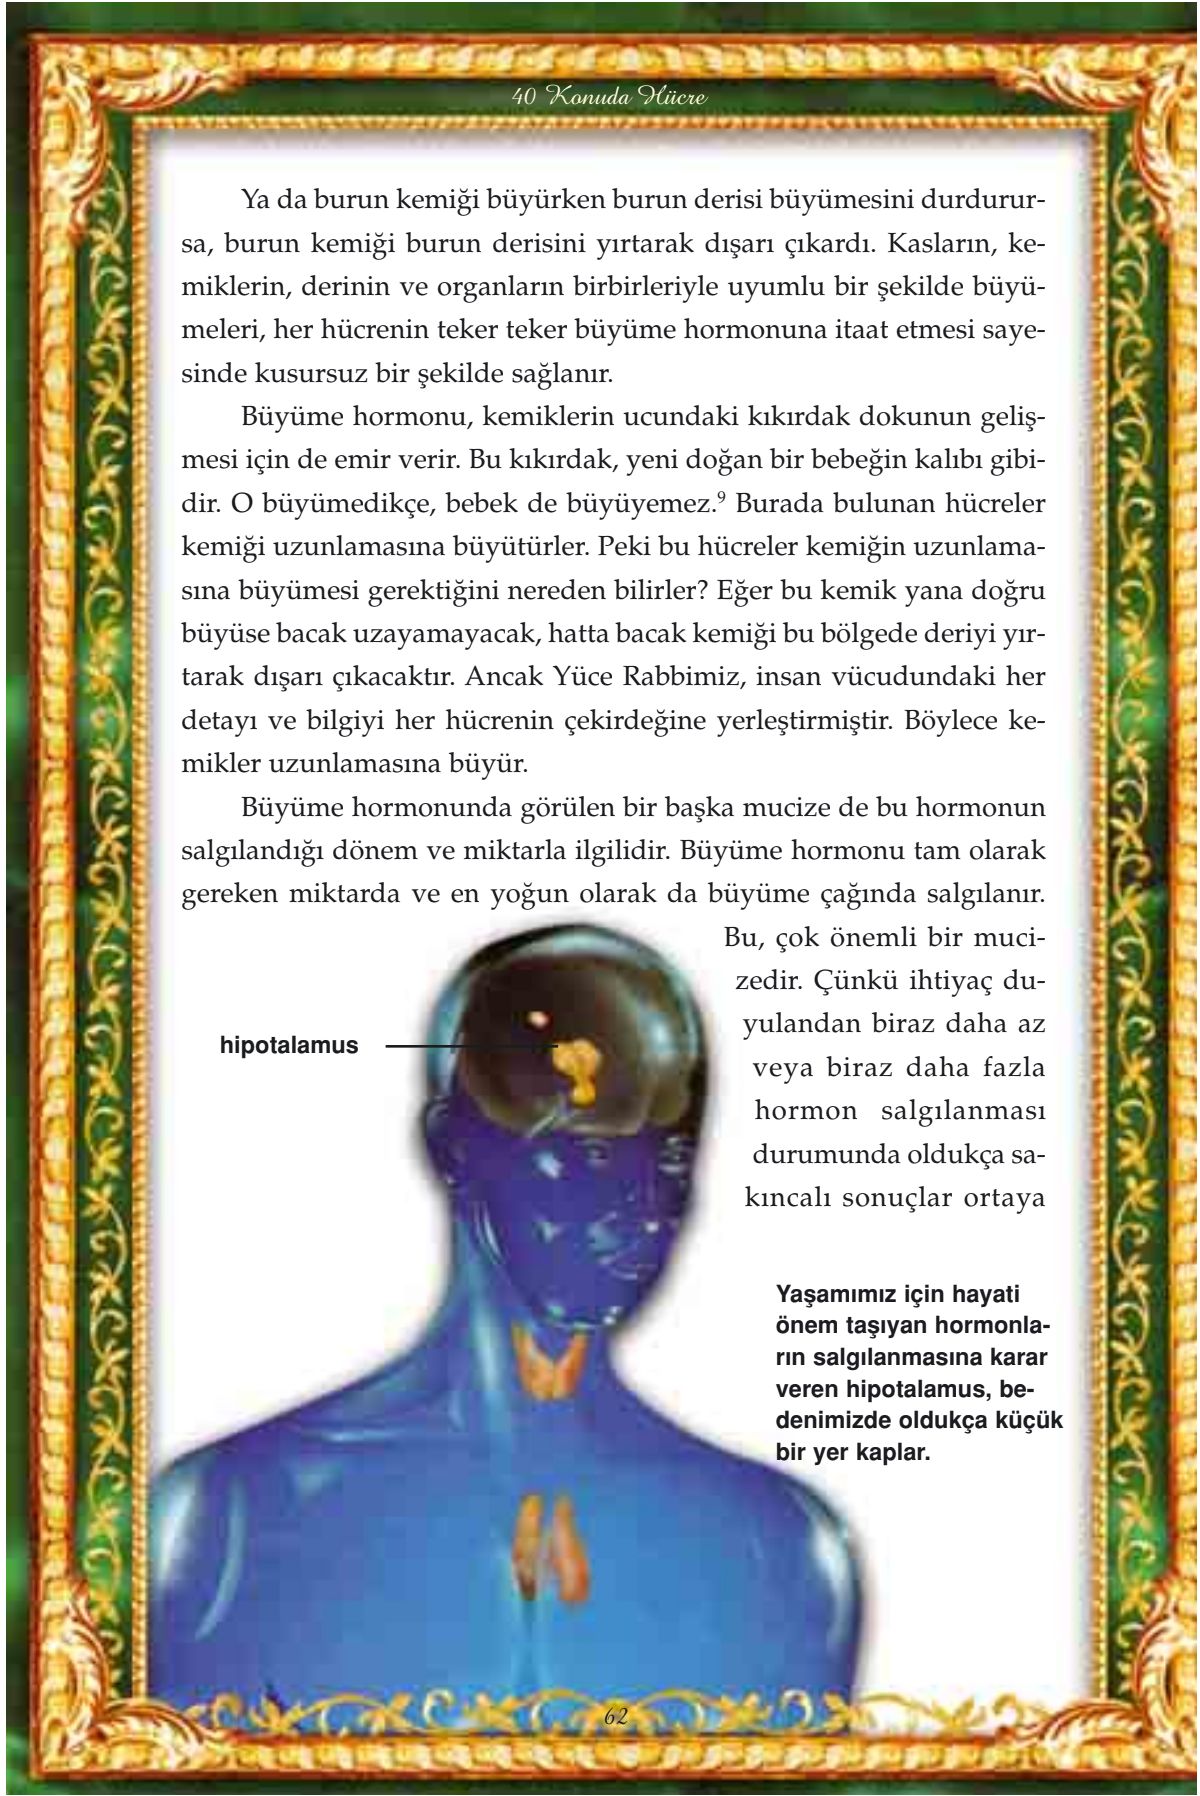 40 Konuda Hücre
Ya da burun kemiği büyürken burun derisi büyümesini durdurur-
sa, burun kemiği burun derisini yırtarak dışarı çıkardı. Kasların, ke-
miklerin, derinin ve organların birbirleriyle uyumlu bir şekilde büyü-
meleri, her hücrenin teker teker büyüme hormonuna itaat etmesi saye-
sinde kusursuz bir şekilde sağlanır.
Büyüme hormonu, kemiklerin ucundaki kıkırdak dokunun geliş-
mesi için de emir verir. Bu kıkırdak, yeni doğan bir bebeğin kalıbı gibi-
dir. O büyümedikçe, bebek de büyüyemez.⁹ Burada bulunan hücreler
kemiği uzunlamasına büyütürler. Peki bu hücreler kemiğin uzunlama-
sına büyümesi gerektiğini nereden bilirler? Eğer bu kemik yana doğru
büyüse bacak uzayamayacak, hatta bacak kemiği bu bölgede deriyi yır-
tarak dışarı çıkacaktır. Ancak Yüce Rabbimiz, insan vücudundaki her
detayı ve bilgiyi her hücrenin çekirdeğine yerleştirmiştir. Böylece ke-
mikler uzunlamasına büyür.
Büyüme hormonunda görülen bir başka mucize de bu hormonun
salgılandığı dönem ve miktarla ilgilidir. Büyüme hormonu tam olarak
gereken miktarda ve en yoğun olarak da büyüme çağında salgılanır.
Bu, çok önemli bir muci-
zedir. Çünkü ihtiyaç du-
yulandan biraz daha az
veya biraz daha fazla
hormon salgılanması
durumunda oldukça sa-
kıncalı sonuçlar ortaya
hipotalamus
Yaşamımız için hayati
önem taşıyan hormonla-
rın salgılanmasına karar
veren hipotalamus, be-
denimizde oldukça küçük
bir yer kaplar.
62